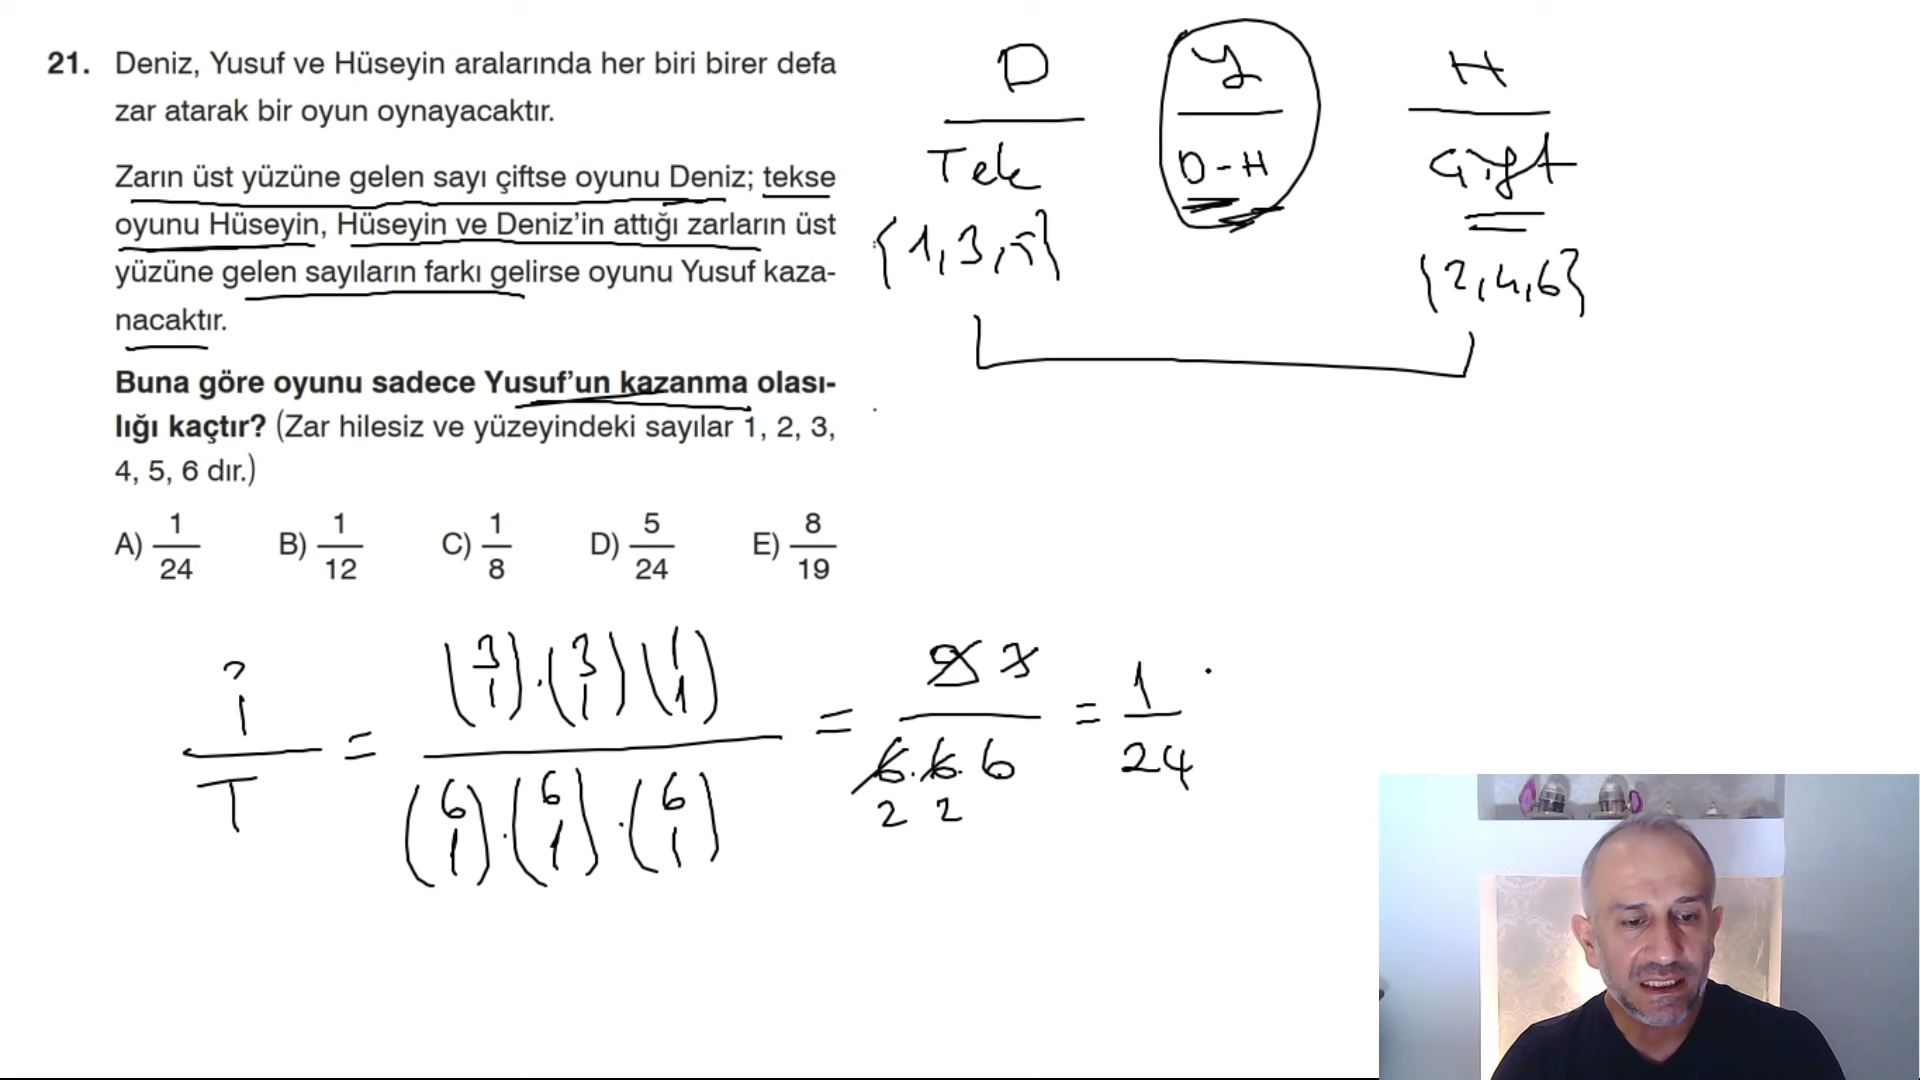 21. Deniz, Yusuf ve Hüseyin aralarında her biri birer defa
zar atarak bir oyun oynayacaktır.
Zarın üst yüzüne gelen sayı çiftse oyunu Deniz; tekse
oyunu Hüseyin, Hüseyin ve Deniz'in attığı zarların üst
yüzüne gelen sayıların farkı gelirse oyunu Yusuf kaza-
nacaktır.
Buna göre oyunu sadece Yusuf'un kazanma olası-
lığı kaçtır? (Zar hilesiz ve yüzeyindeki sayılar 1, 2, 3,
4, 5, 6 dır.)
A) 1/24 B) 1/12 C) 1/8 D) 5/24 E) 8/19
D Y H
Tek D-H Çift
{1,3,5} {2,4,6}
İ/T = (3 1).(3 1)(1 1) / (6 1).(6 1).(6 1) = 9 1 / 6.6.6 = 1/24
2 2